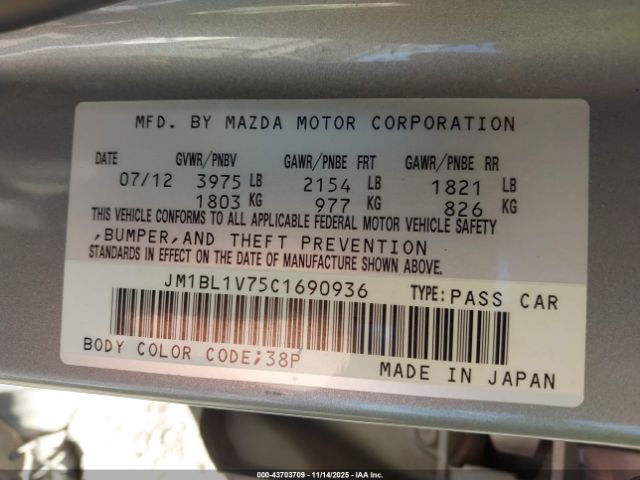 MFD. BY MAZDA MOTOR CORPORATION
DATE GVWR/PNBV GAWR/PNBE FRT GAWR/PNBE RR
07/12 3975 LB 2154 LB 1821 LB
1803 KG 977 KG 826 KG
THIS VEHICLE CONFORMS TO ALL APPLICABLE FEDERAL MOTOR VEHICLE SAFETY
,BUMPER,AND THEFT PREVENTION
STANDARDS IN EFFECT ON THE DATE OF MANUFACTURE SHOWN ABOVE.
JM1BL1V75C1690936 TYPE:PASS CAR
BODY COLOR CODE;38P
MADE IN JAPAN
00-43703709 | 11/14/2025 | IAA Inc.